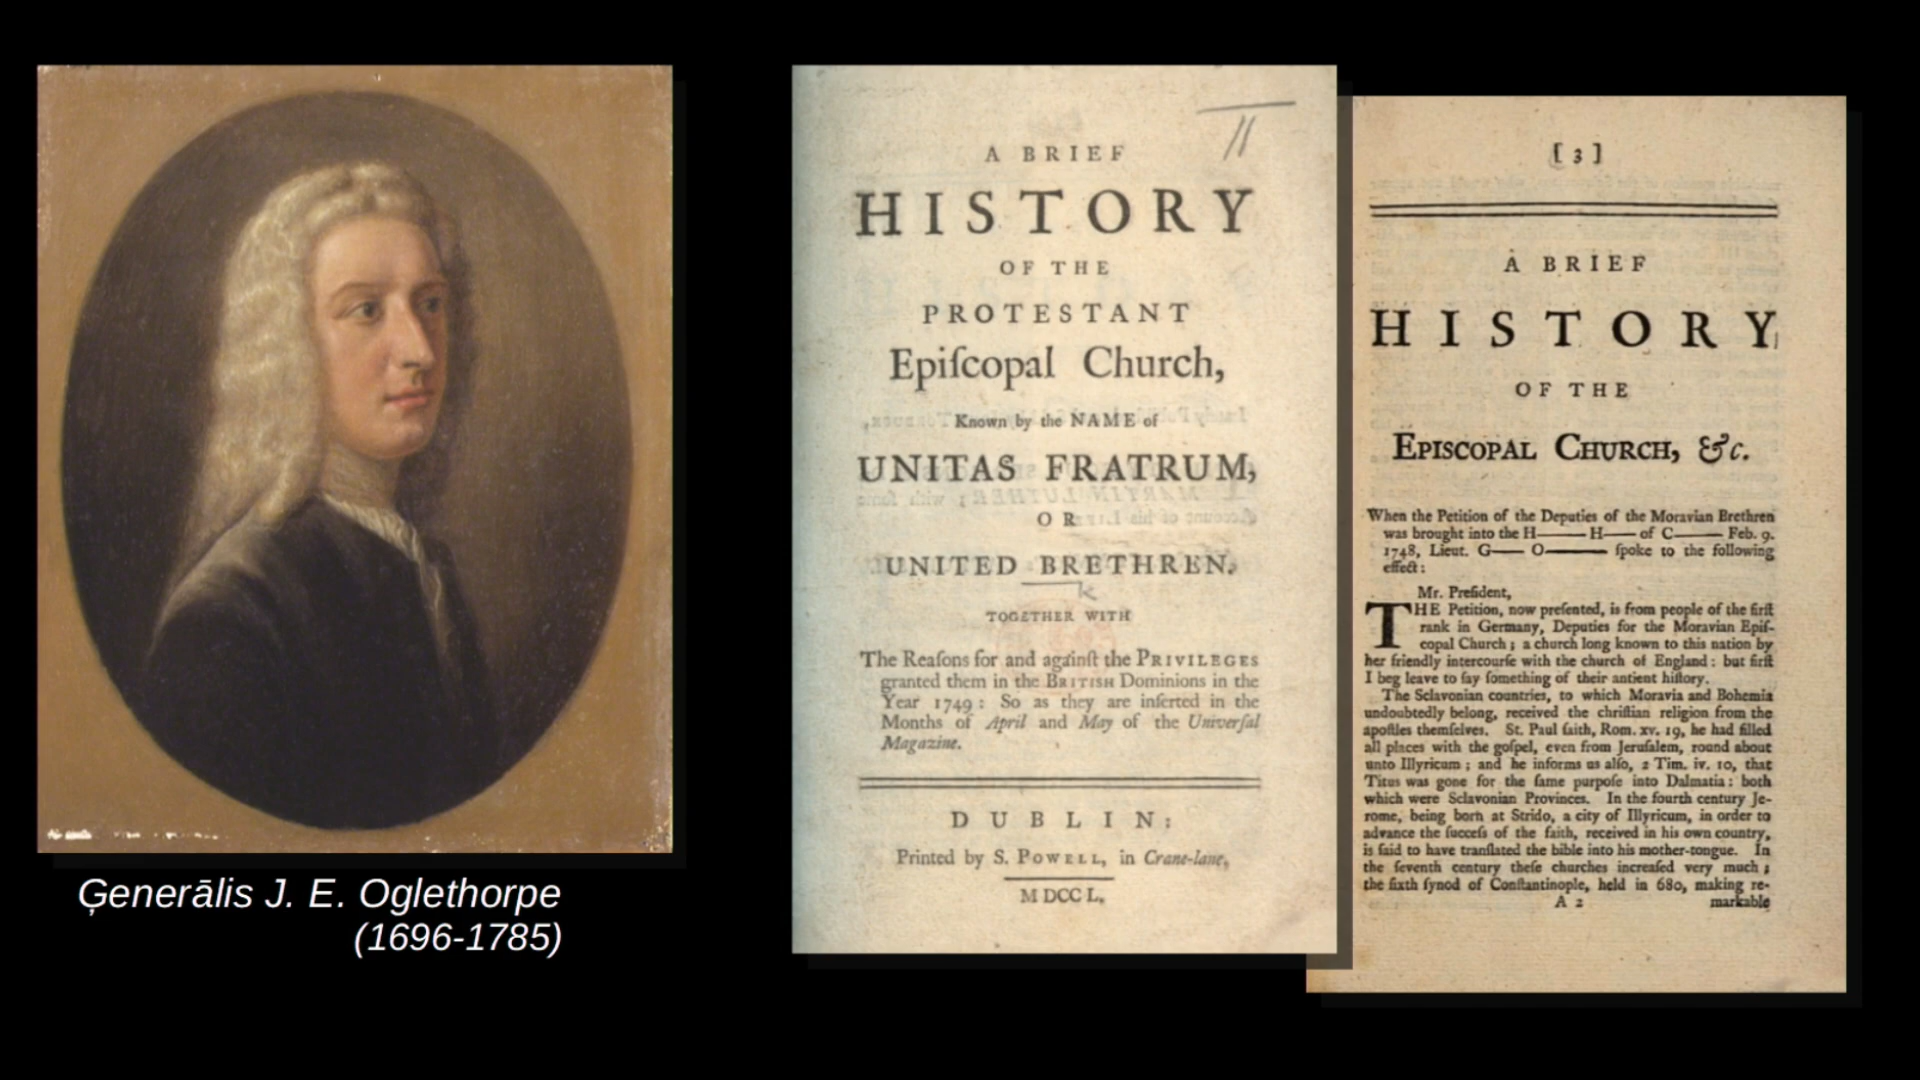 Ģenerālis J. E. Oglethorpe
(1696-1785)
A BRIEF
HISTORY
OF THE
PROTESTANT
Epiſcopal Church,
Known by the NAME of
UNITAS FRATRUM,
OR
UNITED BRETHREN.
TOGETHER WITH
The Reaſons for and againſt the PRIVILEGES
granted them in the BRITISH Dominions in the
Year 1749: So as they are inſerted in the
Months of April and May of the Univerſal
Magazine.
DUBLIN:
Printed by S. POWELL, in Crane-lane,
MDCCL.
[ 3 ]
A BRIEF
HISTORY
OF THE
EPISCOPAL CHURCH, &c.
When the Petition of the Deputies of the Moravian Brethren
was brought into the H—— H—— of C—— Feb. 9.
1748, Lieut. G—— O—— ſpoke to the following
effect:
Mr. Preſident,
THE Petition, now preſented, is from people of the firſt
rank in Germany, Deputies for the Moravian Epiſ-
copal Church; a church long known to this nation by
her friendly intercourſe with the church of England: but firſt
I beg leave to ſay ſomething of their antient hiſtory.
The Sclavonian countries, to which Moravia and Bohemia
undoubtedly belong, received the chriſtian religion from the
apoſtles themſelves. St. Paul ſaith, Rom. xv. 19, he had filled
all places with the goſpel, even from Jeruſalem, round about
unto Illyricum; and he informs us alſo, 2 Tim. iv. 10, that
Titus was gone for the ſame purpoſe into Dalmatia: both
which were Sclavonian Provinces. In the fourth century Je-
rome, being born at Strido, a city of Illyricum, in order to
advance the ſucceſs of the faith, received in his own country,
is ſaid to have tranſlated the bible into his mother-tongue. In
the ſeventh century theſe churches increaſed very much;
the ſixth ſynod of Conſtantinople, held in 680, making re-
A 2 markable